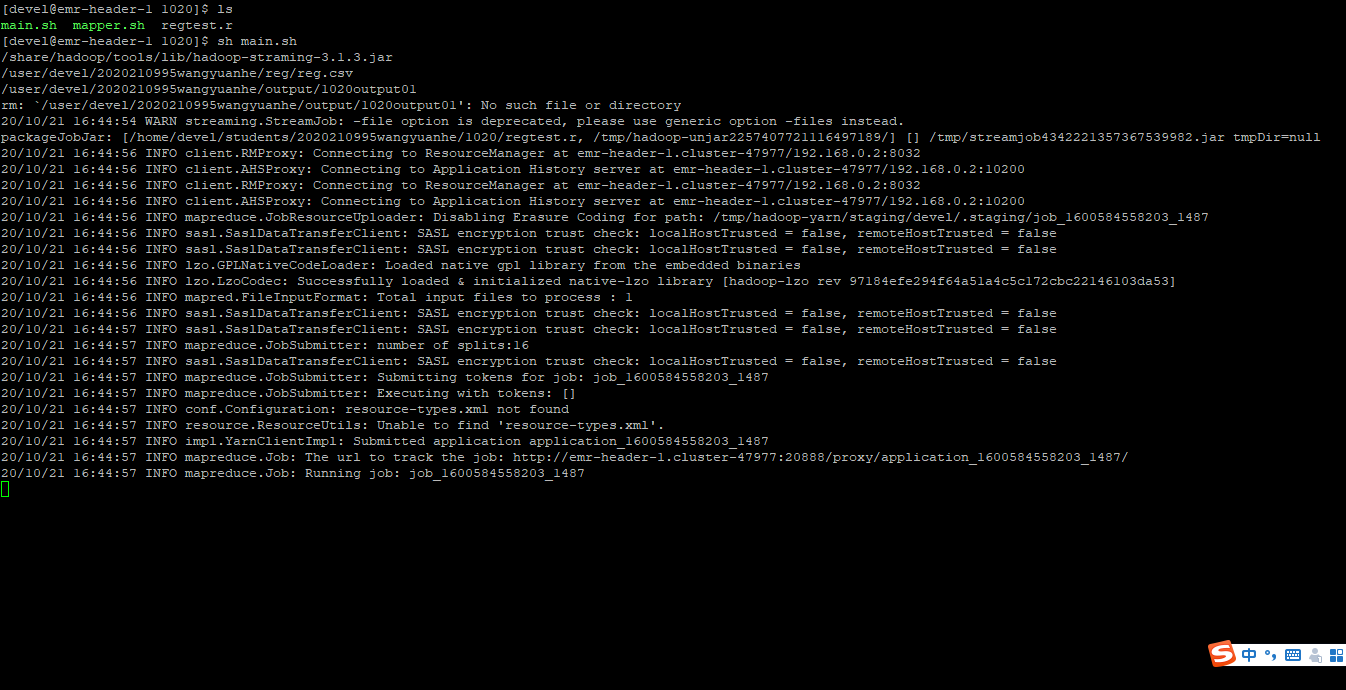 [devel@emr-header-1 1020]$ ls
main.sh  mapper.sh  regtest.r
[devel@emr-header-1 1020]$ sh main.sh
/share/hadoop/tools/lib/hadoop-straming-3.1.3.jar
/user/devel/2020210995wangyuanhe/reg/reg.csv
/user/devel/2020210995wangyuanhe/output/1020output01
rm: `/user/devel/2020210995wangyuanhe/output/1020output01': No such file or directory
20/10/21 16:44:54 WARN streaming.StreamJob: -file option is deprecated, please use generic option -files instead.
packageJobJar: [/home/devel/students/2020210995wangyuanhe/1020/regtest.r, /tmp/hadoop-unjar2257407721116497189/] [] /tmp/streamjob4342221357367539982.jar tmpDir=null
20/10/21 16:44:56 INFO client.RMProxy: Connecting to ResourceManager at emr-header-1.cluster-47977/192.168.0.2:8032
20/10/21 16:44:56 INFO client.AHSProxy: Connecting to Application History server at emr-header-1.cluster-47977/192.168.0.2:10200
20/10/21 16:44:56 INFO client.RMProxy: Connecting to ResourceManager at emr-header-1.cluster-47977/192.168.0.2:8032
20/10/21 16:44:56 INFO client.AHSProxy: Connecting to Application History server at emr-header-1.cluster-47977/192.168.0.2:10200
20/10/21 16:44:56 INFO mapreduce.JobResourceUploader: Disabling Erasure Coding for path: /tmp/hadoop-yarn/staging/devel/.staging/job_1600584558203_1487
20/10/21 16:44:56 INFO sasl.SaslDataTransferClient: SASL encryption trust check: localHostTrusted = false, remoteHostTrusted = false
20/10/21 16:44:56 INFO sasl.SaslDataTransferClient: SASL encryption trust check: localHostTrusted = false, remoteHostTrusted = false
20/10/21 16:44:56 INFO lzo.GPLNativeCodeLoader: Loaded native gpl library from the embedded binaries
20/10/21 16:44:56 INFO lzo.LzoCodec: Successfully loaded & initialized native-lzo library [hadoop-lzo rev 97184efe294f64a51a4c5c172cbc22146103da53]
20/10/21 16:44:56 INFO mapred.FileInputFormat: Total input files to process : 1
20/10/21 16:44:56 INFO sasl.SaslDataTransferClient: SASL encryption trust check: localHostTrusted = false, remoteHostTrusted = false
20/10/21 16:44:57 INFO sasl.SaslDataTransferClient: SASL encryption trust check: localHostTrusted = false, remoteHostTrusted = false
20/10/21 16:44:57 INFO mapreduce.JobSubmitter: number of splits:16
20/10/21 16:44:57 INFO sasl.SaslDataTransferClient: SASL encryption trust check: localHostTrusted = false, remoteHostTrusted = false
20/10/21 16:44:57 INFO mapreduce.JobSubmitter: Submitting tokens for job: job_1600584558203_1487
20/10/21 16:44:57 INFO mapreduce.JobSubmitter: Executing with tokens: []
20/10/21 16:44:57 INFO conf.Configuration: resource-types.xml not found
20/10/21 16:44:57 INFO resource.ResourceUtils: Unable to find 'resource-types.xml'.
20/10/21 16:44:57 INFO impl.YarnClientImpl: Submitted application application_1600584558203_1487
20/10/21 16:44:57 INFO mapreduce.Job: The url to track the job: http://emr-header-1.cluster-47977:20888/proxy/application_1600584558203_1487/
20/10/21 16:44:57 INFO mapreduce.Job: Running job: job_1600584558203_1487
S 中 °,